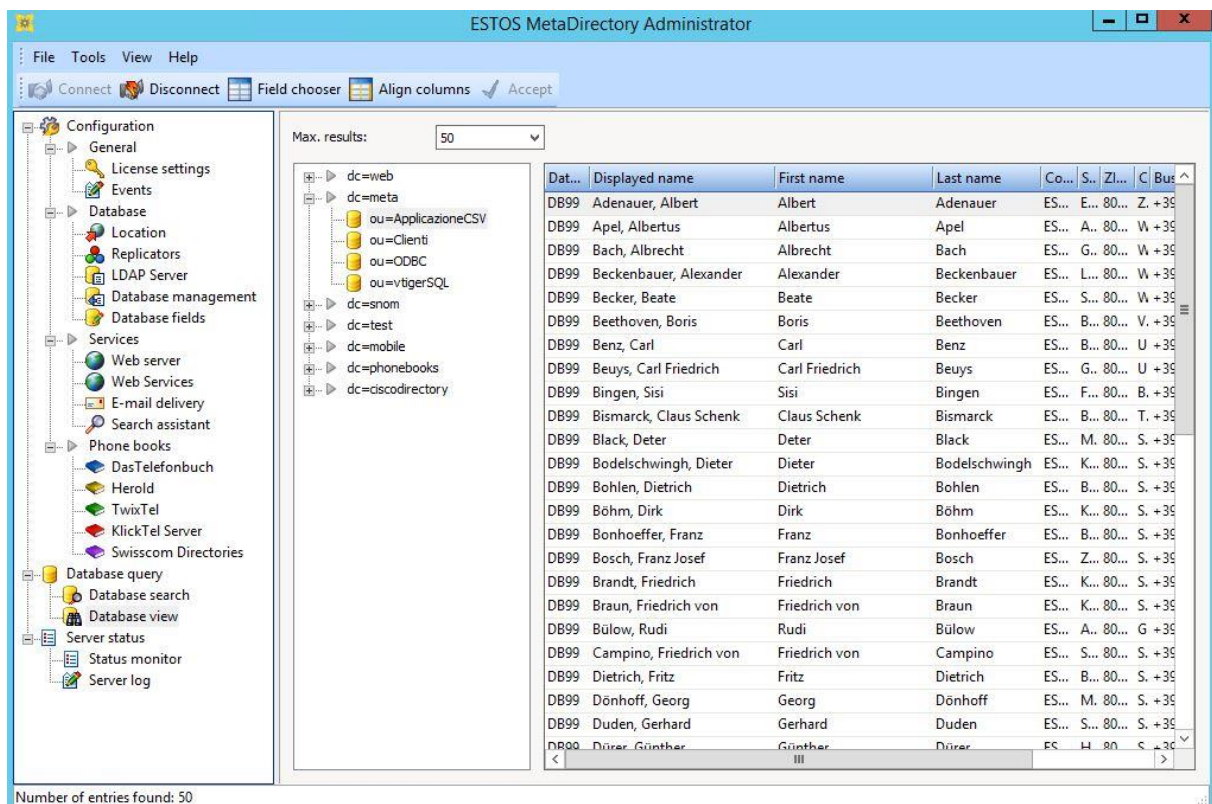 ESTOS MetaDirectory Administrator
File Tools View Help
Connect Disconnect Field chooser Align columns Accept
Configuration
General
License settings
Events
Database
Location
Replicators
LDAP Server
Database management
Database fields
Services
Web server
Web Services
E-mail delivery
Search assistant
Phone books
DasTelefonbuch
Herold
TwixTel
KlickTel Server
Swisscom Directories
Database query
Database search
Database view
Server status
Status monitor
Server log
Max. results: 50
dc=web
dc=meta
ou=ApplicazioneCSV
ou=Clienti
ou=ODBC
ou=vtigerSQL
dc=snom
dc=test
dc=mobile
dc=phonebooks
dc=ciscodirectory
Dat... Displayed name First name Last name Co... S.. ZI... C Bus
DB99 Adenauer, Albert Albert Adenauer ES... E... 80... Z. +39
DB99 Apel, Albertus Albertus Apel ES... A.. 80... +39
DB99 Bach, Albrecht Albrecht Bach ES... G.. 80... +39
DB99 Beckenbauer, Alexander Alexander Beckenbauer ES... L... 80... +39
DB99 Becker, Beate Beate Becker ES... S... 80... +39
DB99 Beethoven, Boris Boris Beethoven ES... B... 80... V. +39
DB99 Benz, Carl Carl Benz ES... B... 80... U +39
DB99 Beuys, Carl Friedrich Carl Friedrich Beuys ES... G.. 80... U +39
DB99 Bingen, Sisi Sisi Bingen ES... F... 80... B. +39
DB99 Bismarck, Claus Schenk Claus Schenk Bismarck ES... B... 80... T. +39
DB99 Black, Deter Deter Black ES... M. 80... S. +39
DB99 Bodelschwingh, Dieter Dieter Bodelschwingh ES... K... 80... S. +39
DB99 Bohlen, Dietrich Dietrich Bohlen ES... B... 80... S. +39
DB99 Böhm, Dirk Dirk Böhm ES... K... 80... S. +39
DB99 Bonhoeffer, Franz Franz Bonhoeffer ES... B... 80... S. +39
DB99 Bosch, Franz Josef Franz Josef Bosch ES... Z... 80... S. +39
DB99 Brandt, Friedrich Friedrich Brandt ES... K... 80... S. +39
DB99 Braun, Friedrich von Friedrich von Braun ES... K... 80... S. +39
DB99 Bülow, Rudi Rudi Bülow ES... A.. 80... G +39
DB99 Campino, Friedrich von Friedrich von Campino ES... S... 80... S. +39
DB99 Dietrich, Fritz Fritz Dietrich ES... B... 80... S. +39
DB99 Dönhoff, Georg Georg Dönhoff ES... M. 80... S. +39
DB99 Duden, Gerhard Gerhard Duden ES... S... 80... S. +39
DB99 Dürer, Günther Günther Dürer ES H 80 S +39
Number of entries found: 50